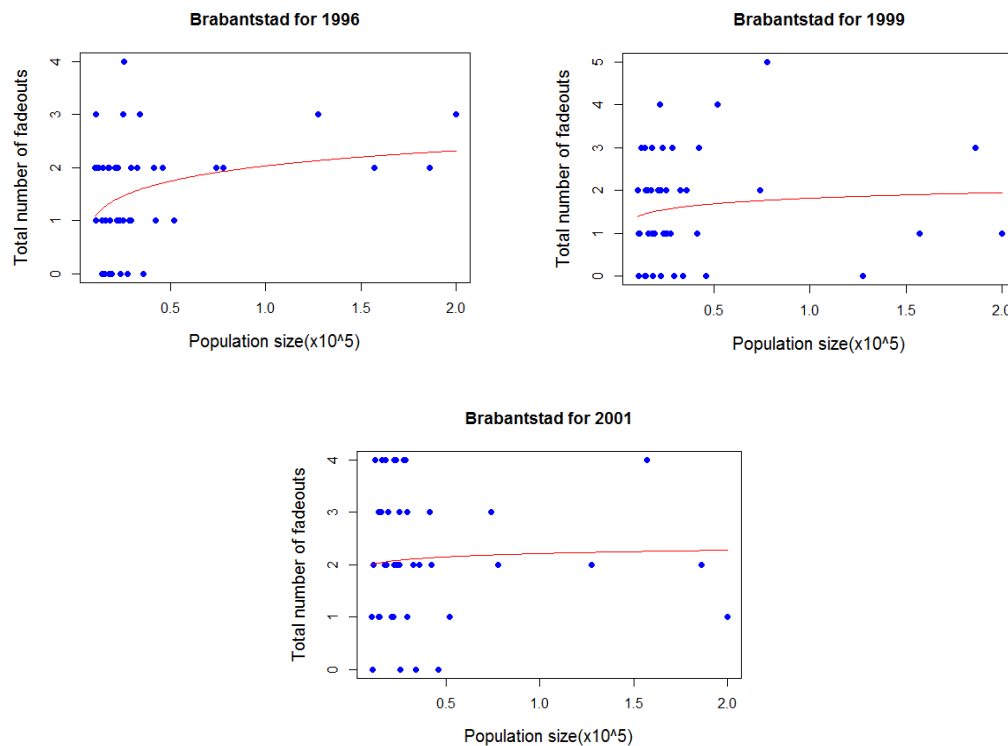 Brabantstad for 1996
Total number of fadeouts
4
3
2
1
0
0.5 1.0 1.5 2.0
Population size(x10^5)
Brabantstad for 1999
Total number of fadeouts
5
4
3
2
1
0
0.5 1.0 1.5 2.0
Population size(x10^5)
Brabantstad for 2001
Total number of fadeouts
4
3
2
1
0
0.5 1.0 1.5 2.0
Population size(x10^5)